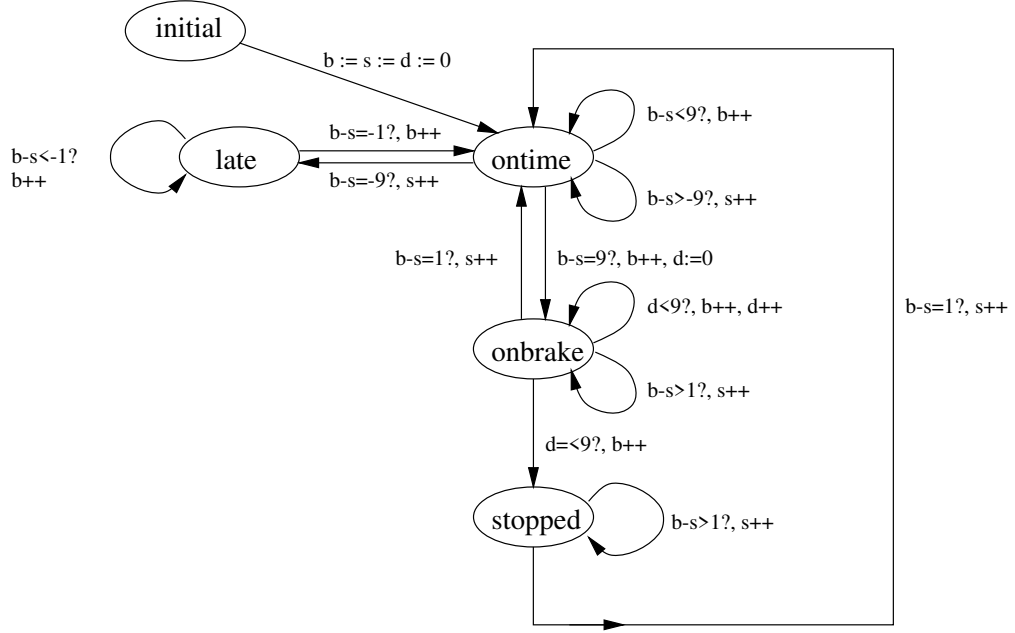 initial
b := s := d := 0
b-s<9?, b++
b-s=-1?, b++
b-s<-1?
b++
late
ontime
b-s=-9?, s++
b-s>-9?, s++
b-s=1?, s++
b-s=9?, b++, d:=0
d<9?, b++, d++
b-s=1?, s++
onbrake
b-s>1?, s++
d=<9?, b++
stopped
b-s>1?, s++